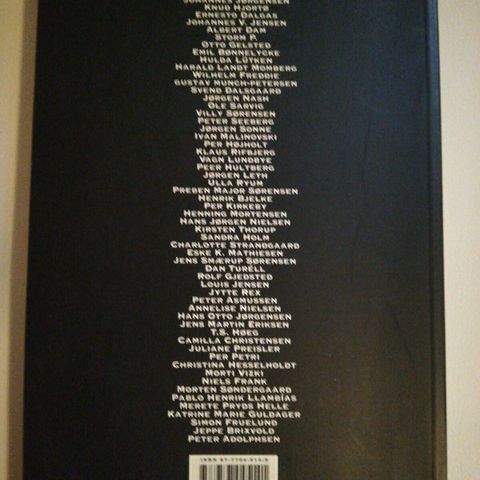 JOHANNES JØRGENSEN
KNUD HJORTØ
ERNESTO DALGAS
JOHANNES V. JENSEN
ALBERT DAM
STORM P.
OTTO GELSTED
EMIL BØNNELYCKE
HULDA LÜTKEN
HARALD LANDT MOMBERG
WILHELM FREDDIE
GUSTAV MUNCH-PETERSEN
SVEND DALSGAARD
JØRGEN NASH
OLE SARVIG
VILLY SØRENSEN
PETER SEEBERG
JØRGEN SONNE
IVAN MALINOVSKI
PER HØJHOLT
KLAUS RIFBJERG
VAGN LUNDBYE
PEER HULTBERG
JØRGEN LETH
ULLA RYUM
PREBEN MAJOR SØRENSEN
HENRIK BJELKE
PER KIRKEBY
HENNING MORTENSEN
HANS JØRGEN NIELSEN
KIRSTEN THORUP
SANDRA HOLM
CHARLOTTE STRANDGAARD
ESKE K. MATHIESEN
JENS SMÆRUP SØRENSEN
DAN TURÈLL
ROLF GJEDSTED
LOUIS JENSEN
JYTTE REX
PETER ASMUSSEN
ANNELISE NIELSEN
HANS OTTO JØRGENSEN
JENS MARTIN ERIKSEN
T.S. HØEG
CAMILLA CHRISTENSEN
JULIANE PREISLER
PER PETRI
CHRISTINA HESSELHOLDT
MORTI VIZKI
NIELS FRANK
MORTEN SØNDERGAARD
PABLO HENRIK LLAMBÍAS
MERETE PRYDS HELLE
KATRINE MARIE GULDAGER
SIMON FRUELUND
JEPPE BRIXVOLD
PETER ADOLPHSEN
ISBN